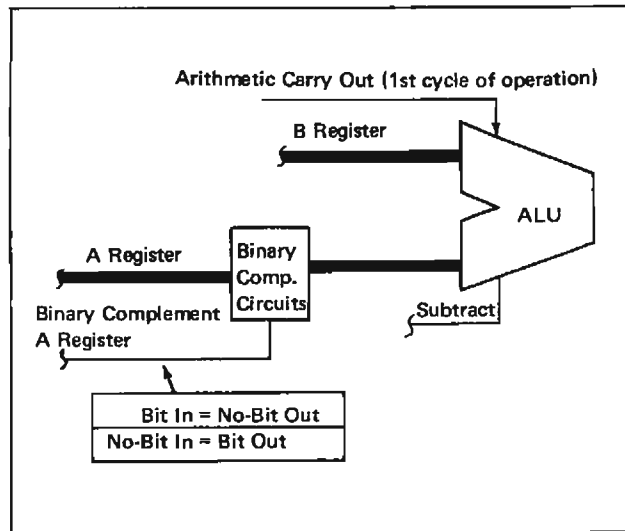 Arithmetic Carry Out (1st cycle of operation)
B Register
ALU
A Register
Binary
Comp.
Circuits
Binary Complement
A Register
Subtract
Bit In = No-Bit Out
No-Bit In = Bit Out